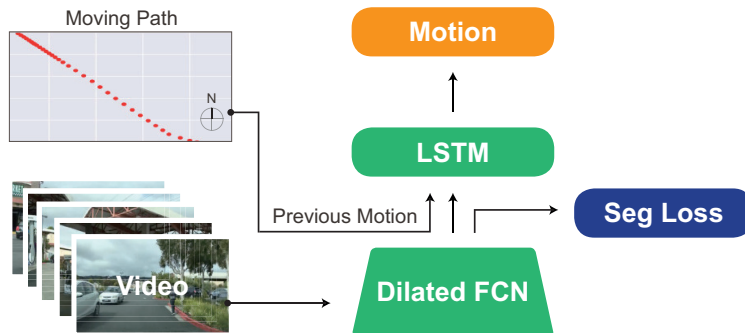 Moving Path
N
Motion
LSTM
Previous Motion
Seg Loss
Video
Dilated FCN